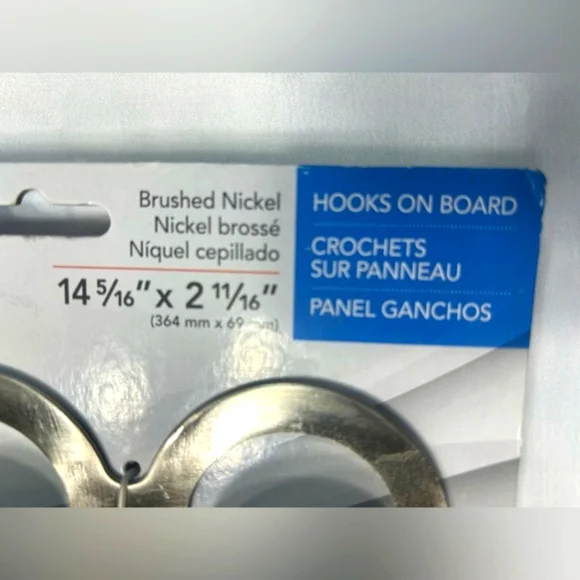 Brushed Nickel
Nickel brossé
Níquel cepillado
14 5/16" x 2 11/16"
(364 mm x 69 mm)
HOOKS ON BOARD
CROCHETS
SUR PANNEAU
PANEL GANCHOS